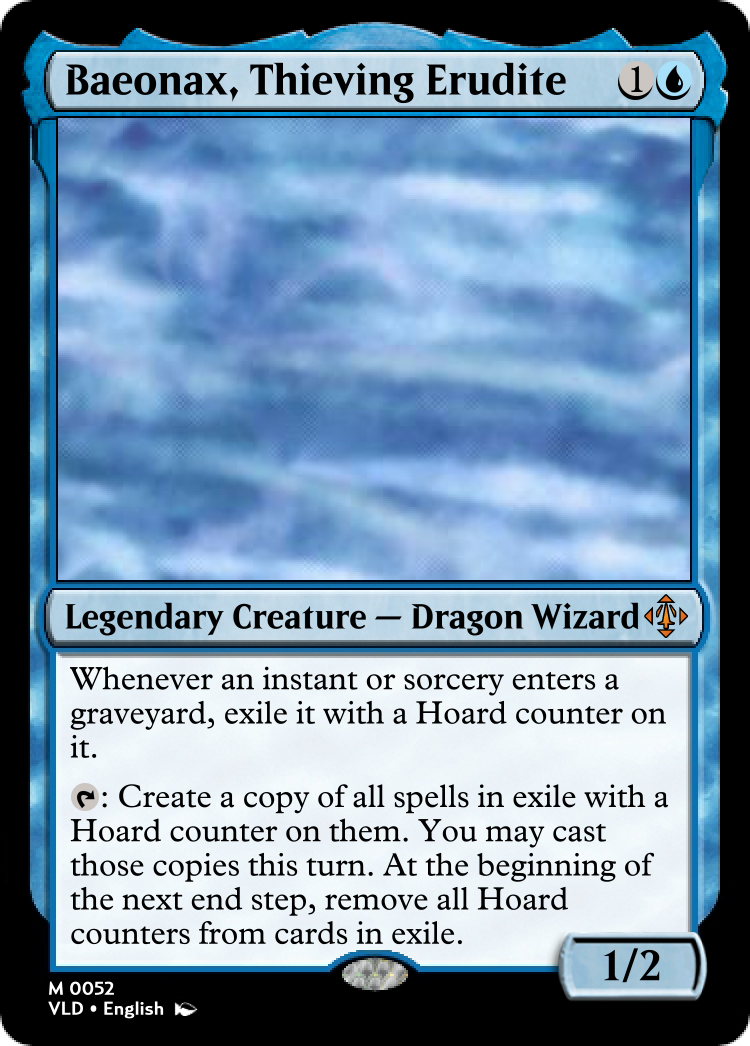 Baeonax, Thieving Erudite 1
Legendary Creature — Dragon Wizard
Whenever an instant or sorcery enters a
graveyard, exile it with a Hoard counter on
it.
: Create a copy of all spells in exile with a
Hoard counter on them. You may cast
those copies this turn. At the beginning of
the next end step, remove all Hoard
counters from cards in exile.
1/2
M 0052
VLD • English